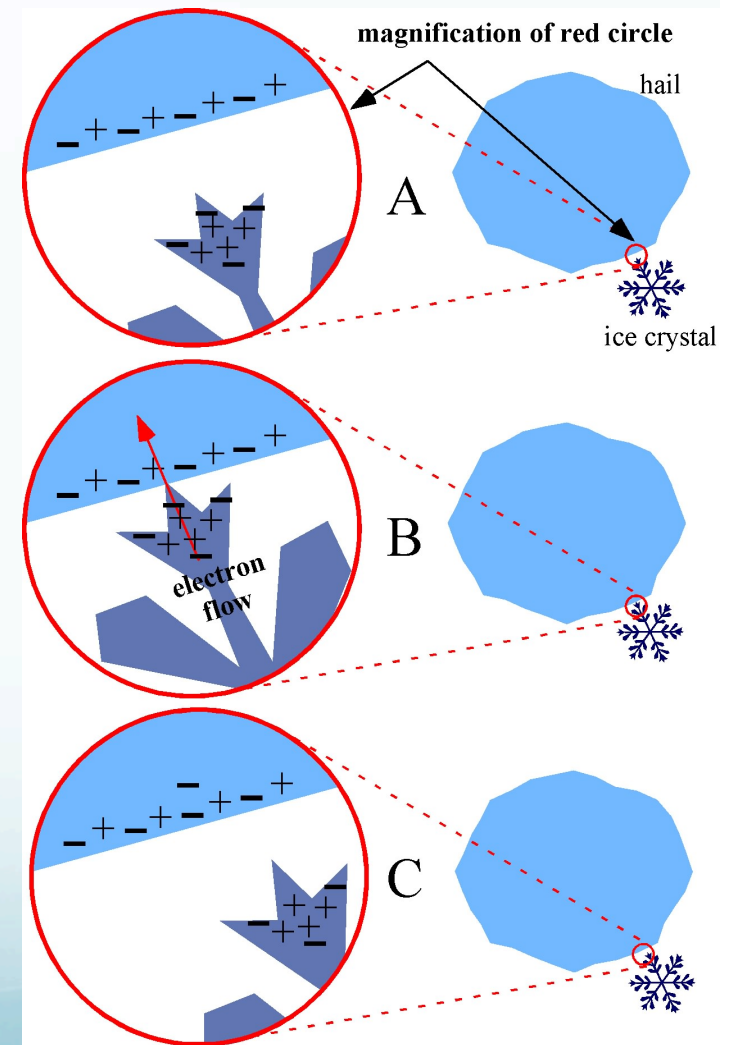 magnification of red circle
hail
A
ice crystal
B
electron
flow
C